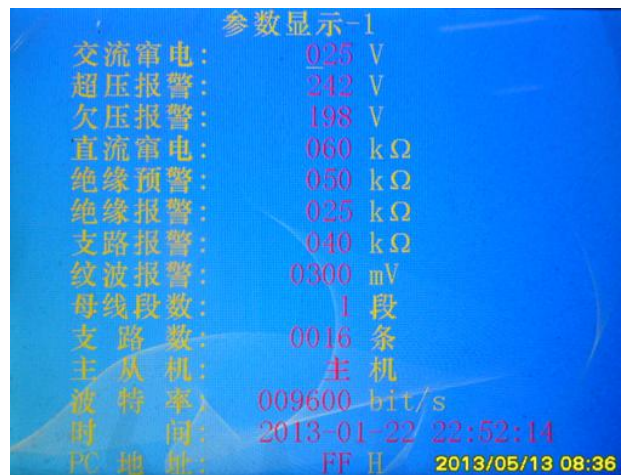 参数显示-1
交流窜电: 025 V
超压报警: 242 V
欠压报警: 198 V
直流窜电: 060 kΩ
绝缘预警: 050 kΩ
绝缘报警: 025 kΩ
支路报警: 040 kΩ
纹波报警: 0300 mV
母线段数: 1 段
支路数: 0016 条
主从机: 主 机
波特率: 009600 bit/s
时间: 2013-01-22 22:52:14
PC地址: FF H
2013/05/13 08:36